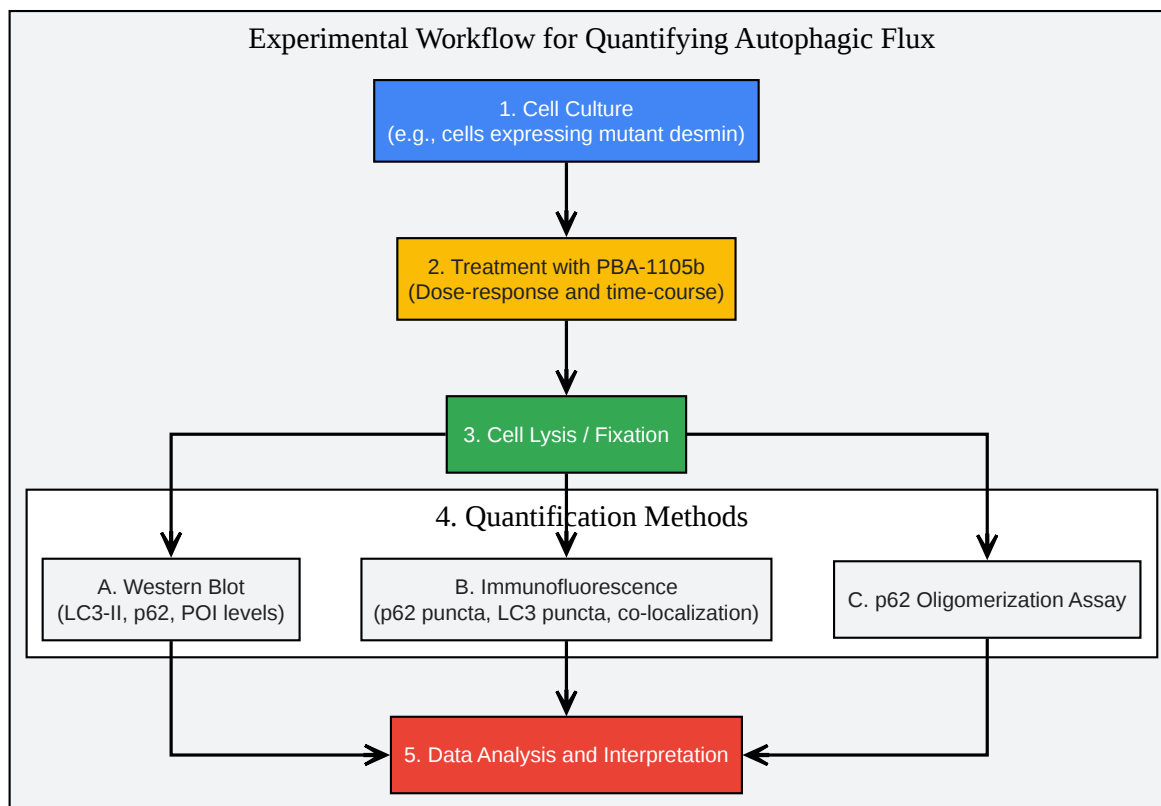 Experimental Workflow for Quantifying Autophagic Flux
1. Cell Culture
(e.g., cells expressing mutant desmin)
2. Treatment with PBA-1105b
(Dose-response and time-course)
3. Cell Lysis / Fixation
4. Quantification Methods
A. Western Blot
(LC3-II, p62, POI levels)
B. Immunofluorescence
(p62 puncta, LC3 puncta, co-localization)
C. p62 Oligomerization Assay
5. Data Analysis and Interpretation